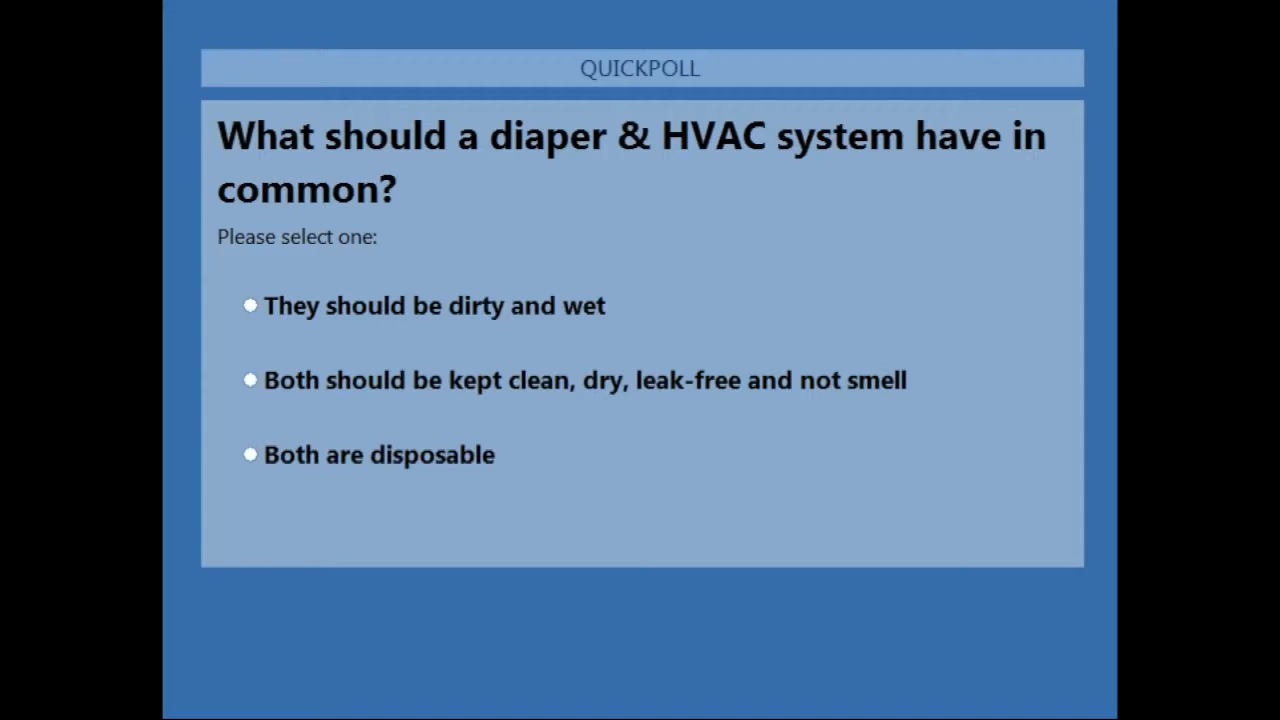 QUICKPOLL
What should a diaper & HVAC system have in
common?
Please select one:
They should be dirty and wet
Both should be kept clean, dry, leak-free and not smell
Both are disposable